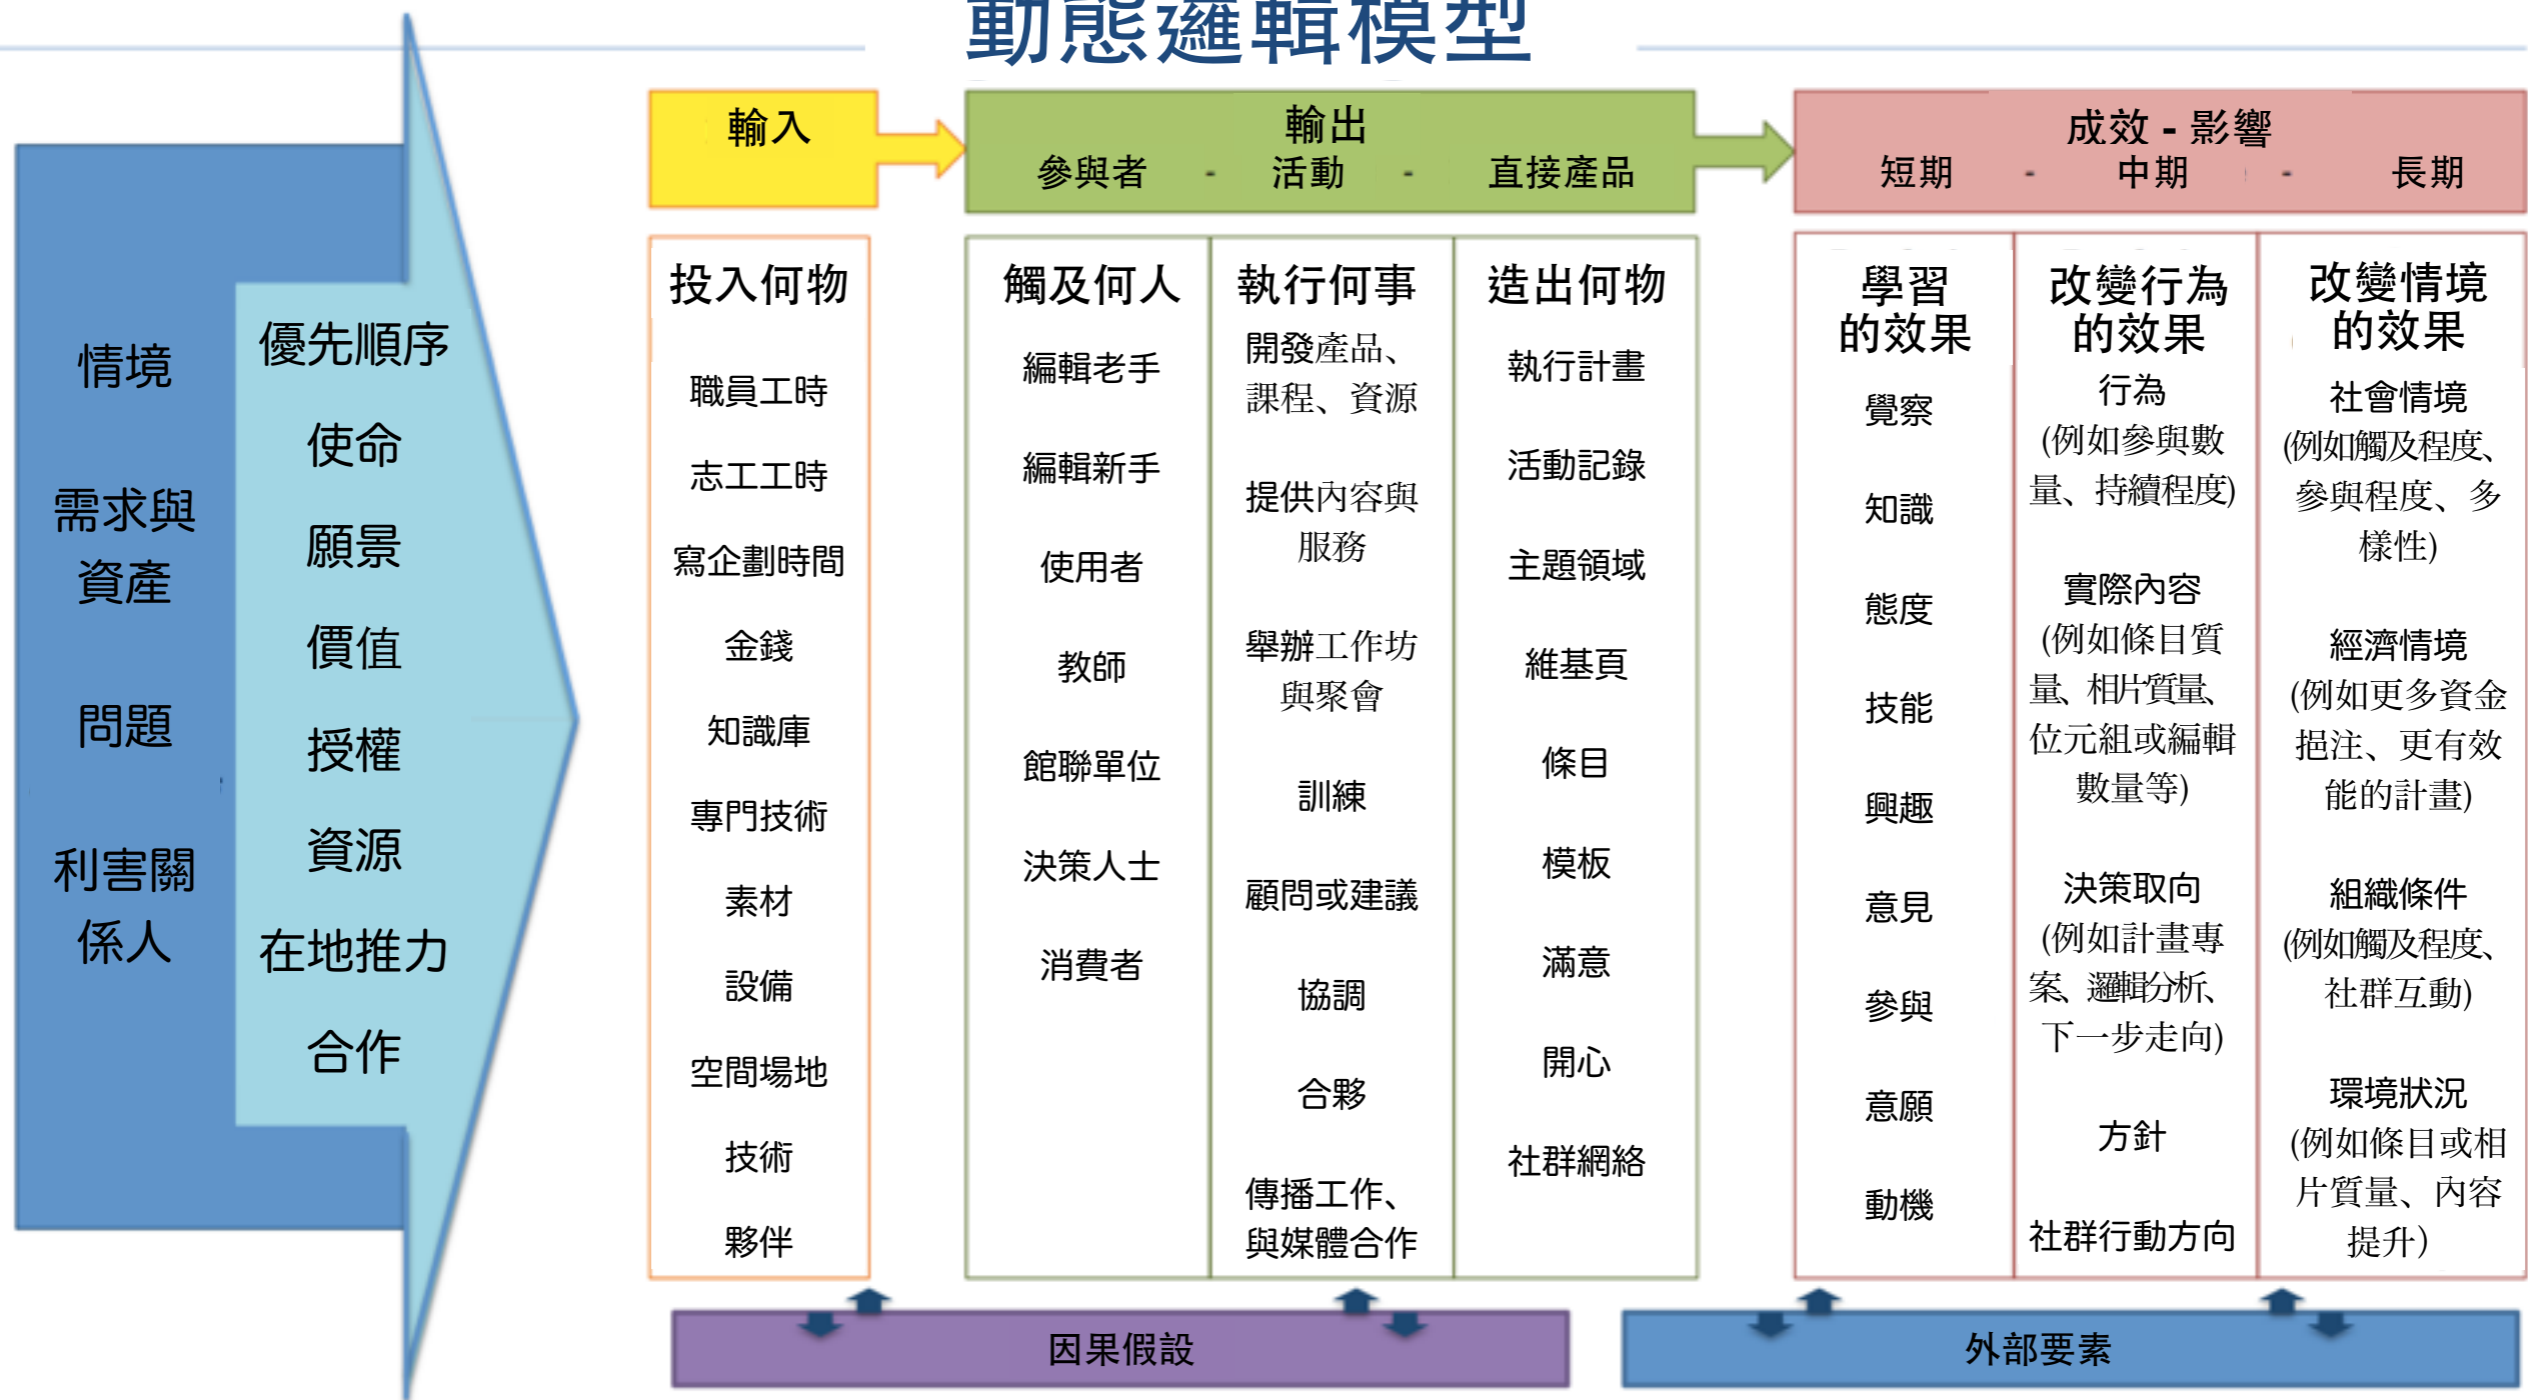 動態邏輯模型
情境
需求與
資產
問題
利害關
係人
優先順序
使命
願景
價值
授權
資源
在地推力
合作
輸入
投入何物
職員工時
志工工時
寫企劃時間
金錢
知識庫
專門技術
素材
設備
空間場地
技術
夥伴
輸出
參與者 - 活動 - 直接產品
觸及何人
編輯老手
編輯新手
使用者
教師
館聯單位
決策人士
消費者
執行何事
開發產品、
課程、資源
提供內容與
服務
舉辦工作坊
與聚會
訓練
顧問或建議
協調
合夥
傳播工作、
與媒體合作
造出何物
執行計畫
活動記錄
主題領域
維基頁
條目
模板
滿意
開心
社群網絡
成效 - 影響
短期 - 中期 - 長期
學習
的效果
覺察
知識
態度
技能
興趣
意見
參與
意願
動機
改變行為
的效果
行為
(例如參與數
量、持續程度)
實際內容
(例如條目質
量、相片質量、
位元組或編輯
數量等)
決策取向
(例如計畫專
案、邏輯分析、
下一步走向)
方針
社群行動方向
改變情境
的效果
社會情境
(例如觸及程度、
參與程度、多
樣性)
經濟情境
(例如更多資金
挹注、更有效
能的計畫)
組織條件
(例如觸及程度、
社群互動)
環境狀況
(例如條目或相
片質量、內容
提升)
因果假設
外部要素